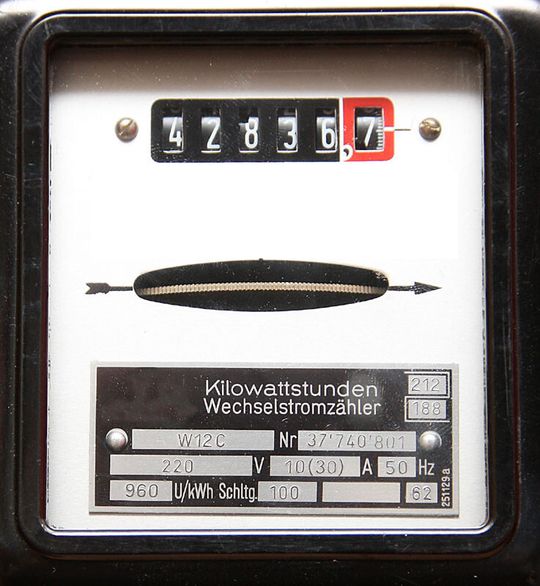 42836,7
Kilowattstunden 212
Wechselstromzähler 188
W12C Nr 37'740'801
220 V 10(30) A 50 Hz
960 U/kWh Schltg. 100 62
251129a